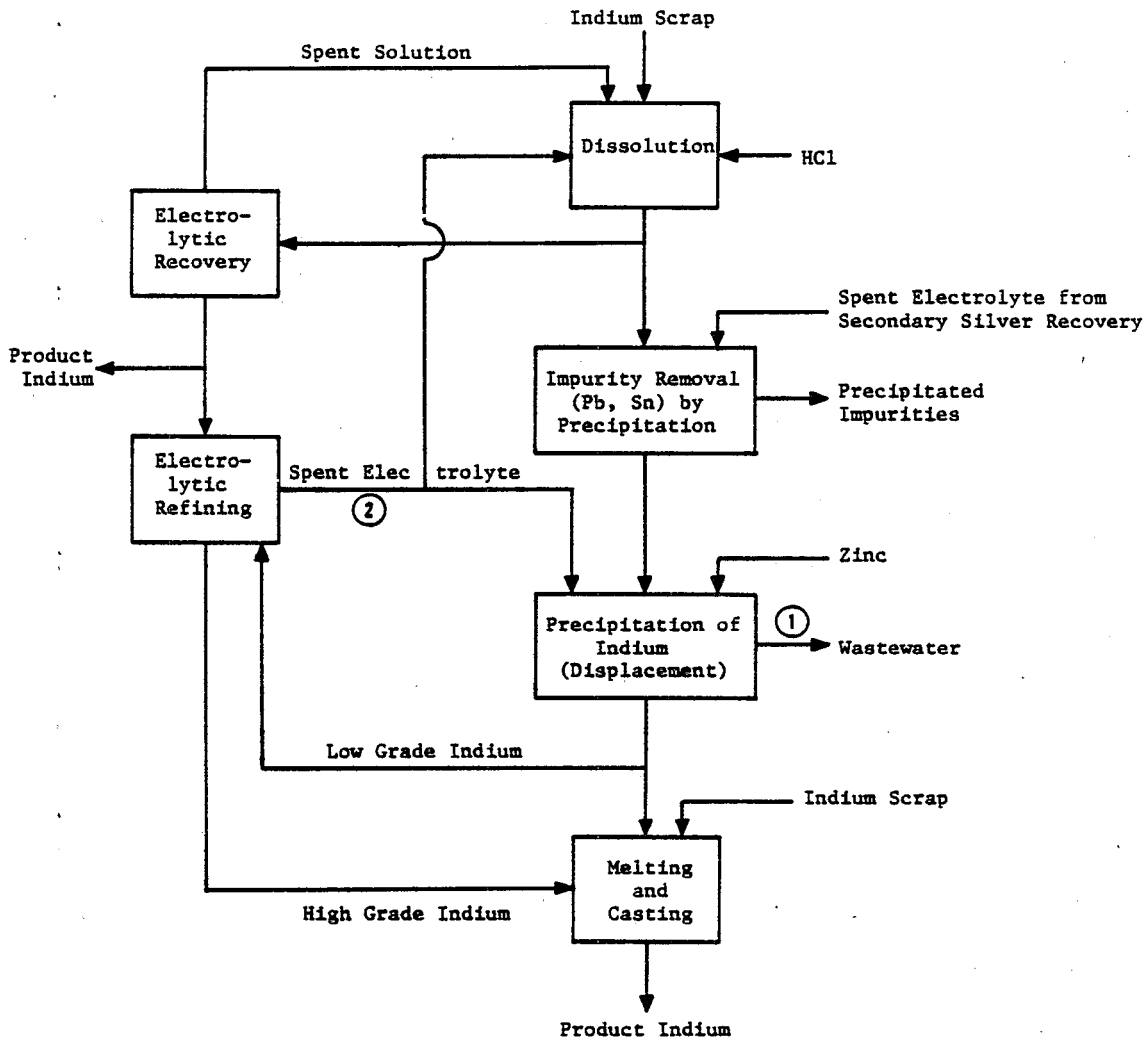 Indium Scrap
Spent Solution
Dissolution
HCl
Electro-
lytic
Recovery
Spent Electrolyte from
Secondary Silver Recovery
Product
Indium
Impurity Removal
(Pb, Sn) by
Precipitation
Precipitated
Impurities
Electro-
lytic
Refining
Spent Elec trolyte
2
Zinc
Precipitation of
Indium
(Displacement)
1
Wastewater
Low Grade Indium
Indium Scrap
Melting
and
Casting
High Grade Indium
Product Indium